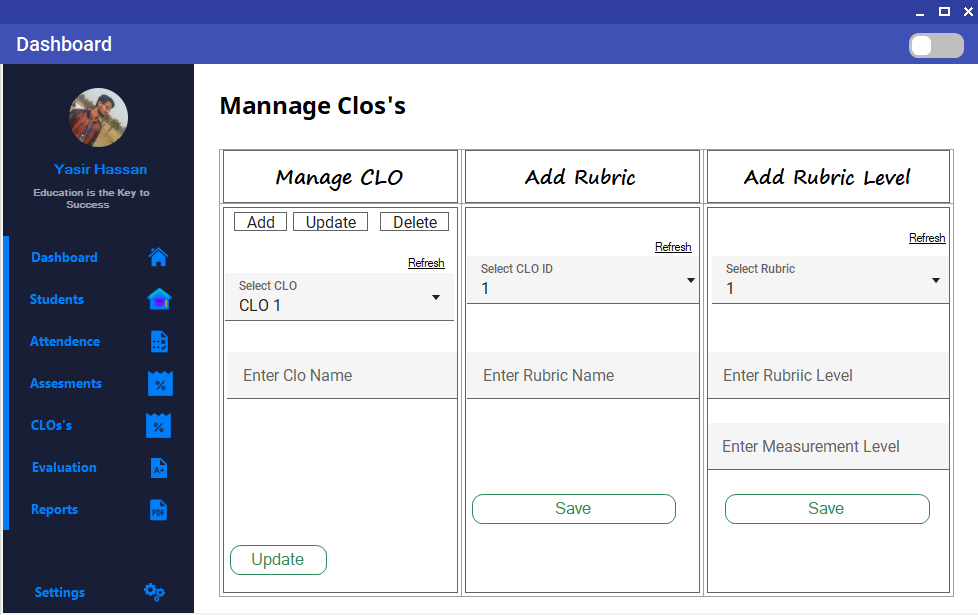 Dashboard
Yasir Hassan
Education is the Key to
Success
Dashboard
Students
Attendence
Assesments
CLOs's
Evaluation
Reports
Settings
Mannage Clos's
Manage CLO
Add Update Delete
Refresh
Select CLO
CLO 1
Enter Clo Name
Update
Add Rubric
Refresh
Select CLO ID
1
Enter Rubric Name
Save
Add Rubric Level
Refresh
Select Rubric
1
Enter Rubriic Level
Enter Measurement Level
Save